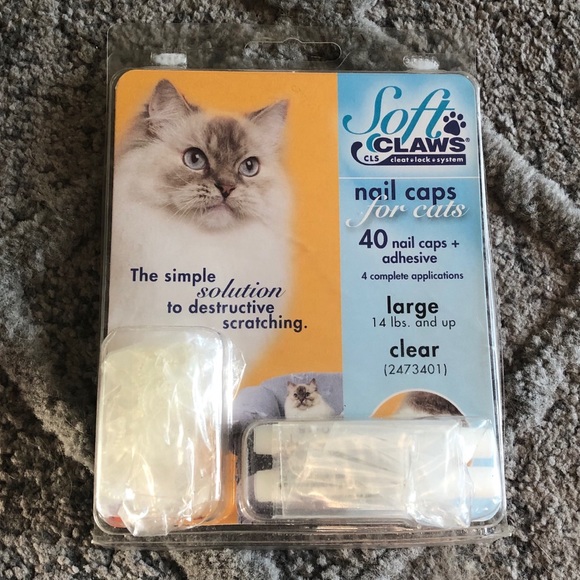 Soft
CLAWS®
CLS cleat•lock•system
nail caps
for cats
40 nail caps +
adhesive
4 complete applications
large
14 lbs. and up
clear
(2473401)
The simple
solution
to destructive
scratching.